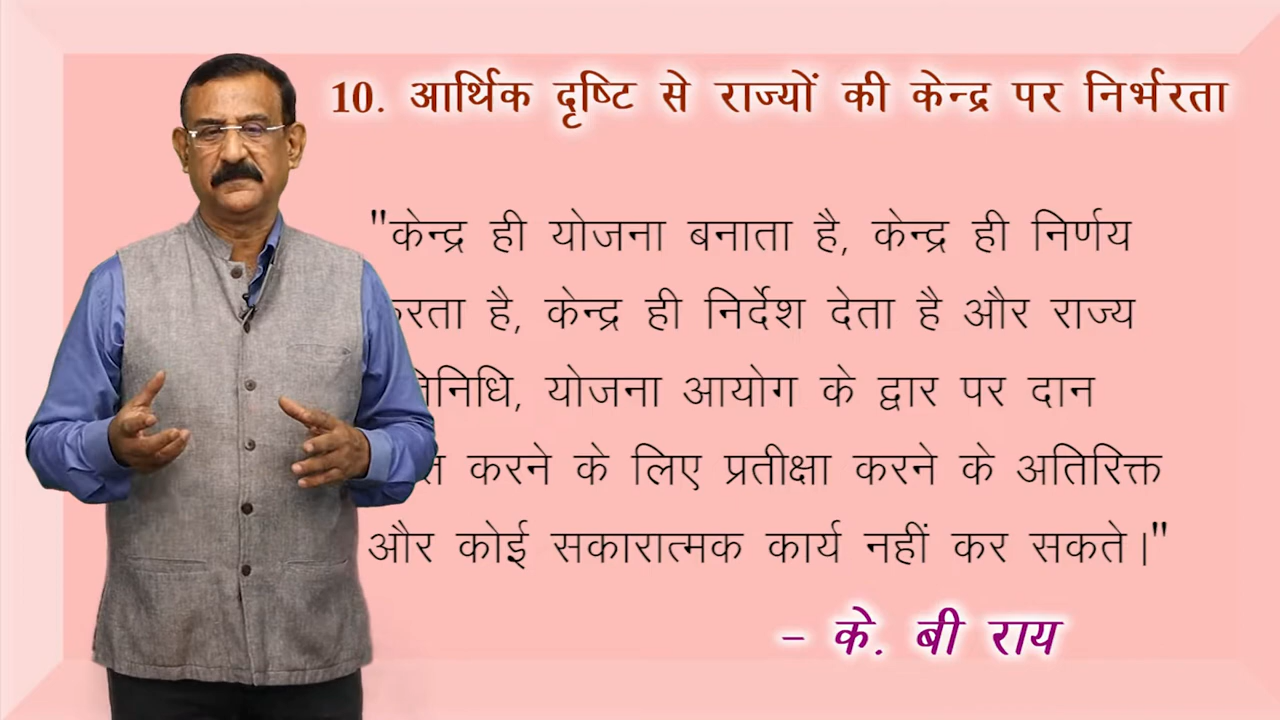 10. आर्थिक दृष्टि से राज्यों की केन्द्र पर निर्भरता
"केन्द्र ही योजना बनाता है, केन्द्र ही निर्णय
है, केन्द्र ही निर्देश देता है और राज्य
योजना आयोग के द्वार पर दान
करने के लिए प्रतीक्षा करने के अतिरिक्त
और कोई सकारात्मक कार्य नहीं कर सकते।"
– के. बी राय